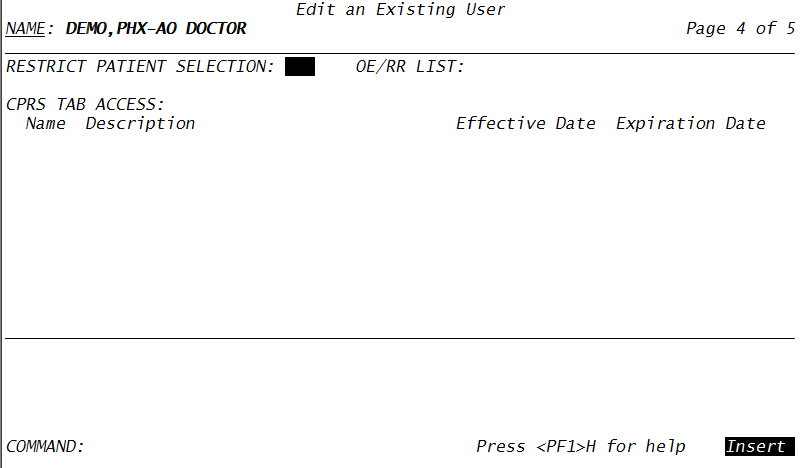 Edit an Existing User
NAME: DEMO,PHX-AO DOCTOR Page 4 of 5
RESTRICT PATIENT SELECTION: OE/RR LIST:
CPRS TAB ACCESS:
Name Description Effective Date Expiration Date
COMMAND: Press <PF1>H for help Insert